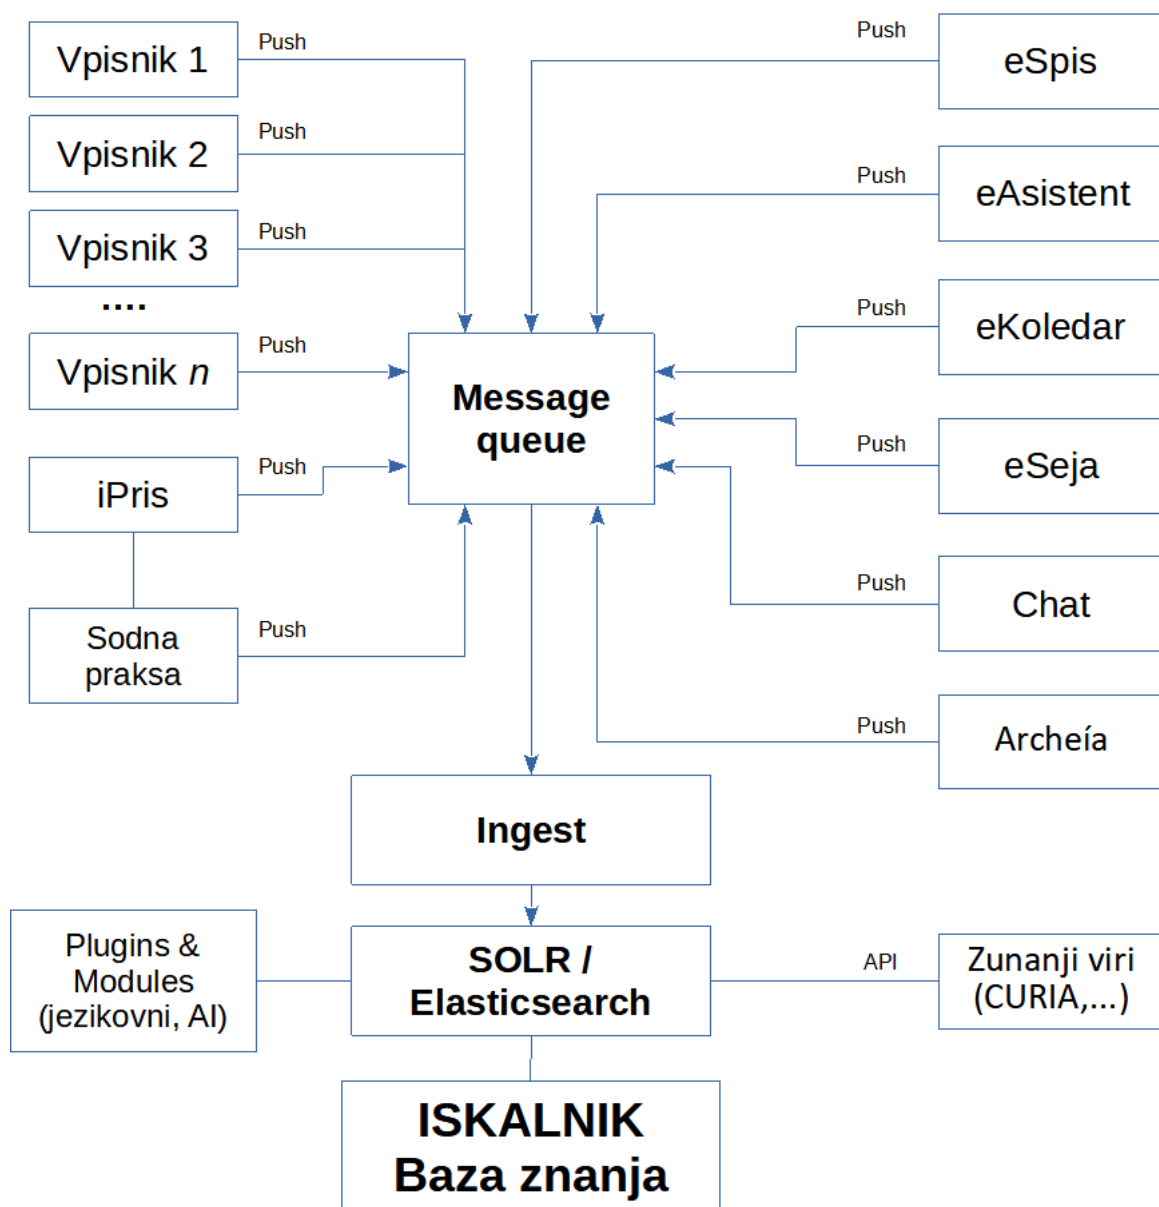 Vpisnik 1
Push
Vpisnik 2
Push
Vpisnik 3
Push
....
Vpisnik n
Push
iPris
Push
Sodna
praksa
Push
Push
eSpis
Push
eAsistent
Push
eKoledar
Push
eSeja
Push
Chat
Push
Archeía
Message
queue
Ingest
Plugins &
Modules
(jezikovni, AI)
SOLR /
Elasticsearch
API
Zunanji viri
(CURIA,...)
ISKALNIK
Baza znanja